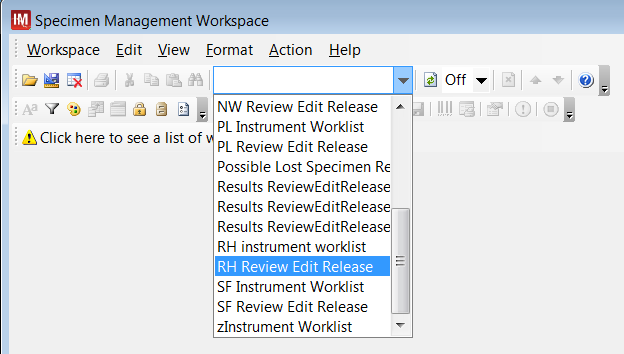 IM Specimen Management Workspace
Workspace Edit View Format Action Help
Off
Aa
Click here to see a list of w
NW Review Edit Release
PL Instrument Worklist
PL Review Edit Release
Possible Lost Specimen Re
Results ReviewEditRelease
Results ReviewEditRelease
Results ReviewEditRelease
RH instrument worklist
RH Review Edit Release
SF Instrument Worklist
SF Review Edit Release
zInstrument Worklist